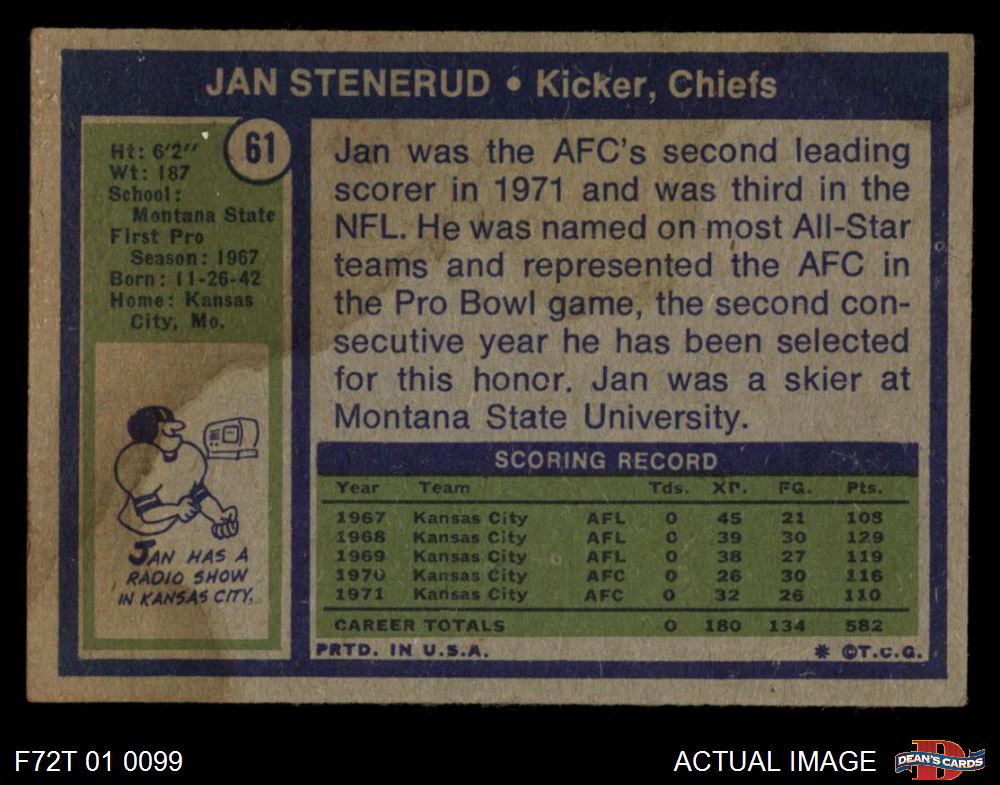 JAN STENERUD • Kicker, Chiefs
61
Ht: 6'2''
Wt: 187
School:
Montana State
First Pro
Season: 1967
Born: 11-26-42
Home: Kansas
City, Mo.
JAN HAS A
RADIO SHOW
IN KANSAS CITY.
Jan was the AFC's second leading
scorer in 1971 and was third in the
NFL. He was named on most All-Star
teams and represented the AFC in
the Pro Bowl game, the second con-
secutive year he has been selected
for this honor. Jan was a skier at
Montana State University.
SCORING RECORD
Year Team Tds. XP. FG. Pts.
1967 Kansas City AFL 0 45 21 108
1968 Kansas City AFL 0 39 30 129
1969 Kansas City AFL 0 38 27 119
1970 Kansas City AFC 0 26 30 116
1971 Kansas City AFC 0 32 26 110
CAREER TOTALS 0 180 134 582
PRTD. IN U.S.A. * ©T.C.G.
F72T 01 0099 ACTUAL IMAGE
D
DEAN'S CARDS